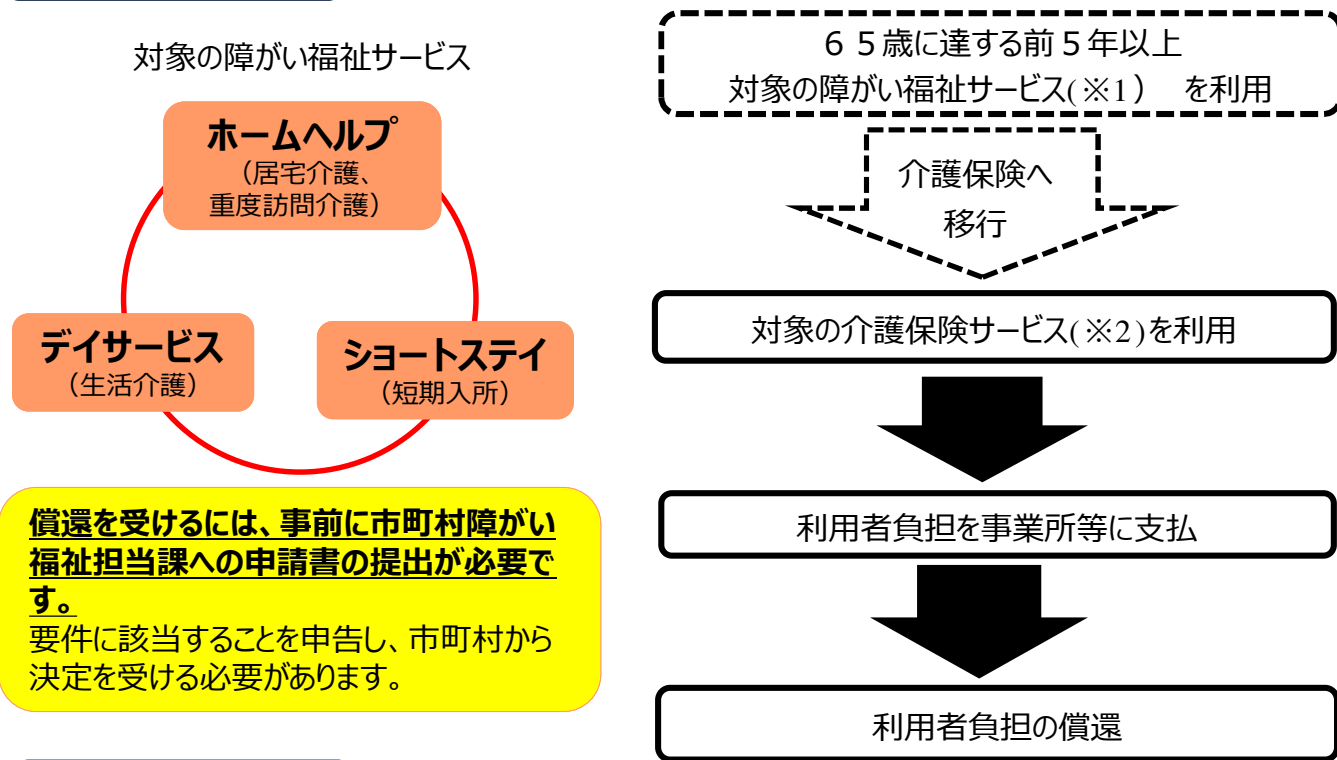 対象の障がい福祉サービス
ホームヘルプ
（居宅介護、
重度訪問介護）
デイサービス
（生活介護）
ショートステイ
（短期入所）
償還を受けるには、事前に市町村障がい
福祉担当課への申請書の提出が必要で
す。
要件に該当することを申告し、市町村から
決定を受ける必要があります。
６５歳に達する前５年以上
対象の障がい福祉サービス(※1） を利用
介護保険へ
移行
対象の介護保険サービス(※2)を利用
利用者負担を事業所等に支払
利用者負担の償還